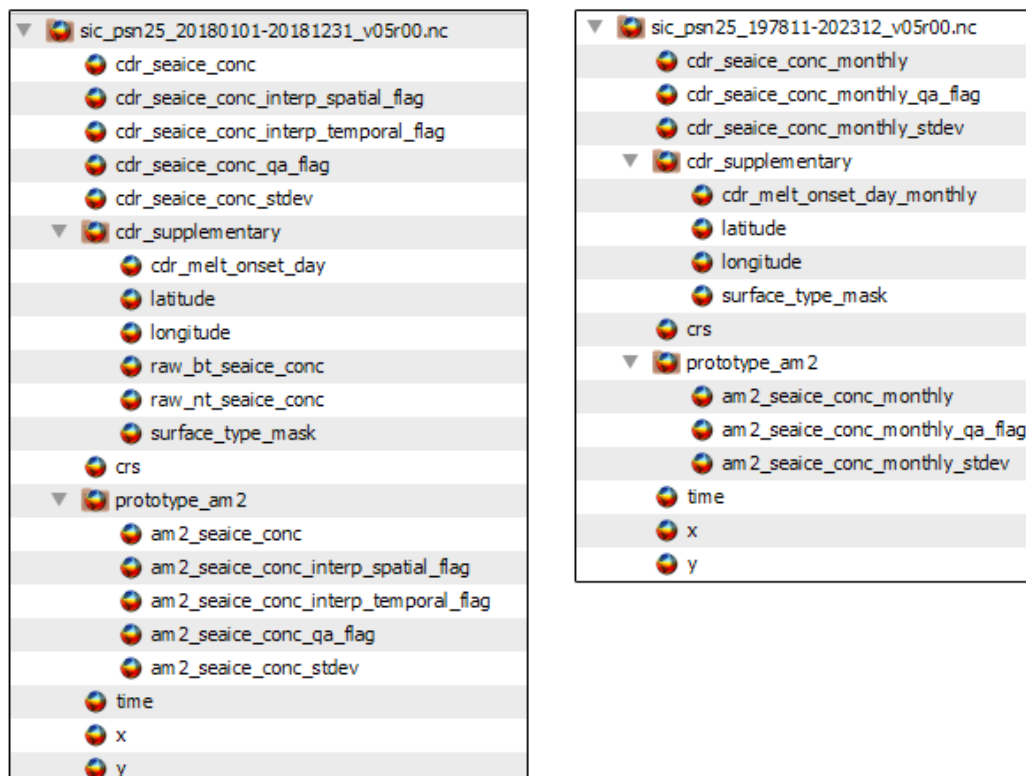 sic_psn25_20180101-20181231_v05r00.nc
cdr_seaice_conc
cdr_seaice_conc_interp_spatial_flag
cdr_seaice_conc_interp_temporal_flag
cdr_seaice_conc_qa_flag
cdr_seaice_conc_stdev
cdr_supplementary
cdr_melt_onset_day
latitude
longitude
raw_bt_seaice_conc
raw_nt_seaice_conc
surface_type_mask
crs
prototype_am2
am2_seaice_conc
am2_seaice_conc_interp_spatial_flag
am2_seaice_conc_interp_temporal_flag
am2_seaice_conc_qa_flag
am2_seaice_conc_stdev
time
x
y
sic_psn25_197811-202312_v05r00.nc
cdr_seaice_conc_monthly
cdr_seaice_conc_monthly_qa_flag
cdr_seaice_conc_monthly_stdev
cdr_supplementary
cdr_melt_onset_day_monthly
latitude
longitude
surface_type_mask
crs
prototype_am2
am2_seaice_conc_monthly
am2_seaice_conc_monthly_qa_flag
am2_seaice_conc_monthly_stdev
time
x
y